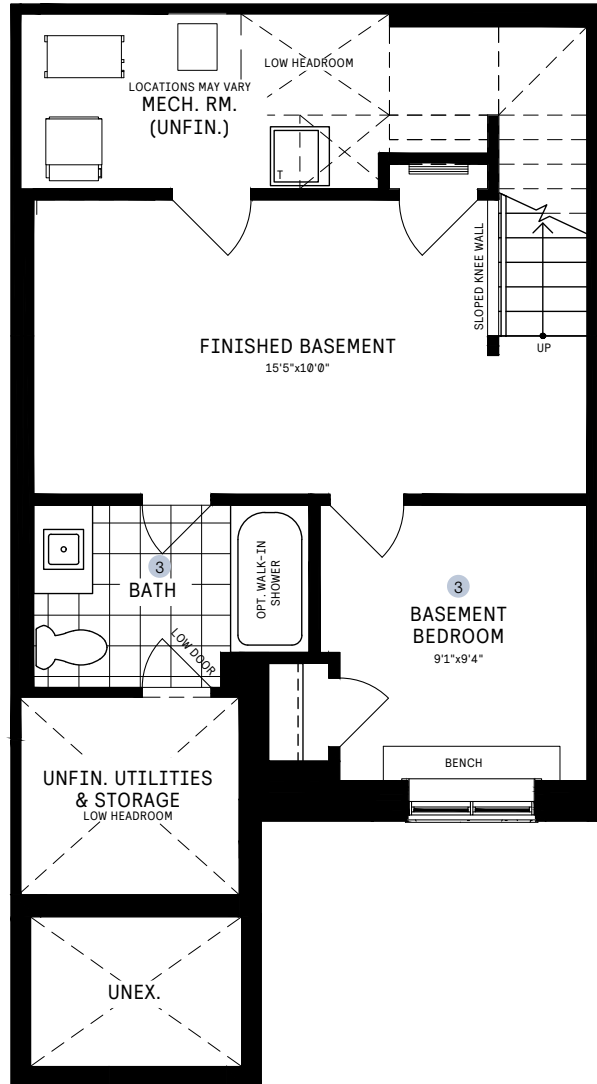 LOW HEADROOM
LOCATIONS MAY VARY
MECH. RM.
(UNFIN.)
T
SLOPED KNEE WALL
FINISHED BASEMENT
15'5"x10'0"
UP
3
BATH
OPT. WALK-IN
SHOWER
LOW DOOR
3
BASEMENT
BEDROOM
9'1"x9'4"
BENCH
UNFIN. UTILITIES
& STORAGE
LOW HEADROOM
UNEX.